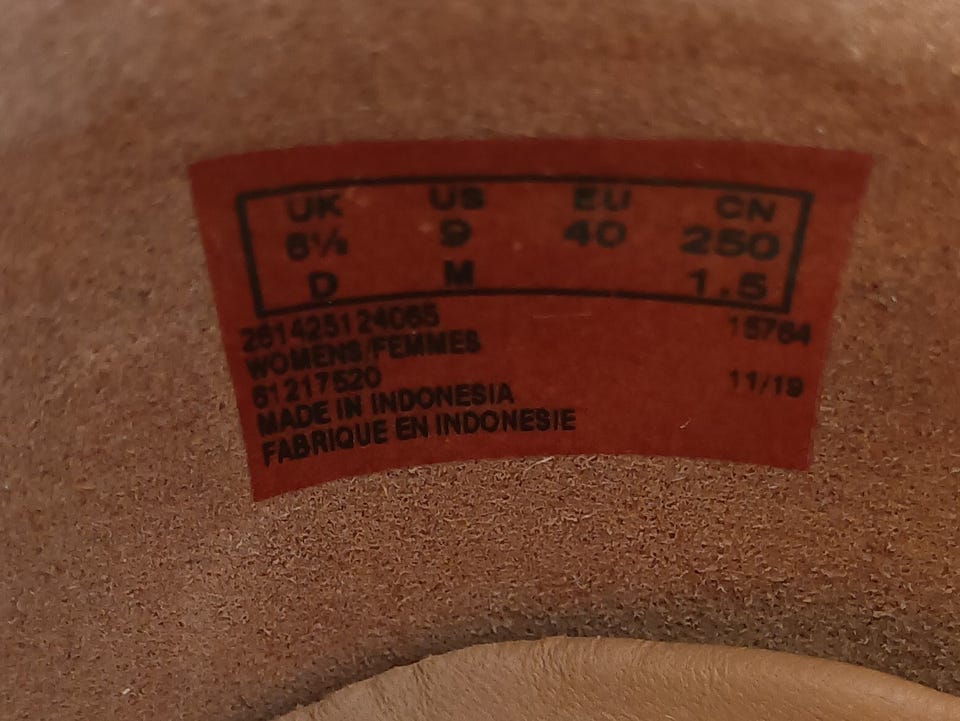 UK US EU CN
6½ 9 40 250
D M 1.5
261425124065 15764
WOMENS/FEMMES
61217520 11/19
MADE IN INDONESIA
FABRIQUE EN INDONESIE